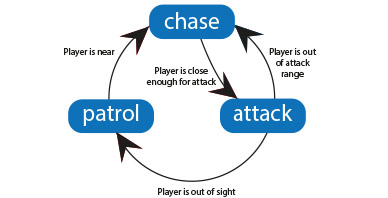 chase
Player is near
Player is close
enough for attack
Player is out
of attack
range
patrol
attack
Player is out of sight